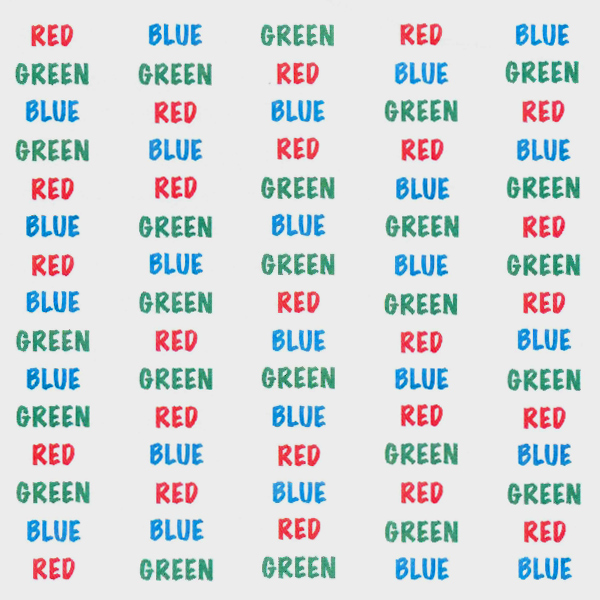 RED BLUE GREEN RED BLUE
GREEN GREEN RED BLUE GREEN
BLUE RED BLUE GREEN RED
GREEN BLUE RED RED BLUE
RED RED GREEN BLUE GREEN
BLUE GREEN BLUE GREEN RED
RED BLUE GREEN BLUE GREEN
BLUE GREEN RED GREEN RED
GREEN RED BLUE RED BLUE
BLUE GREEN GREEN BLUE GREEN
GREEN RED BLUE RED RED
RED BLUE RED GREEN BLUE
GREEN RED BLUE RED GREEN
BLUE BLUE RED GREEN RED
RED GREEN GREEN BLUE BLUE